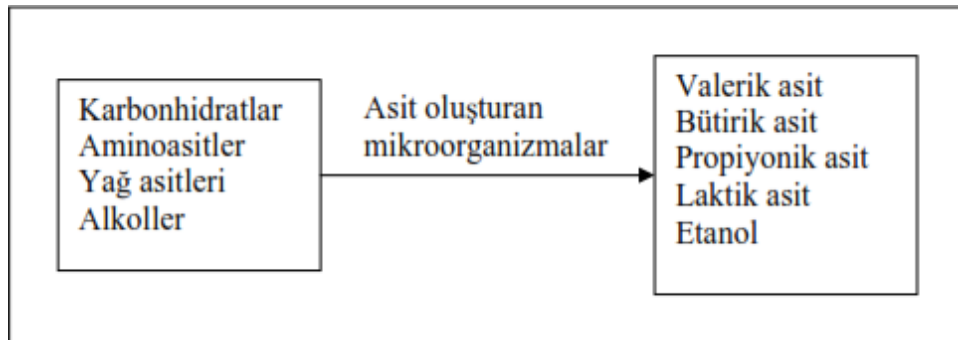 Karbonhidratlar
Aminoasitler
Yağ asitleri
Alkoller
Asit oluşturan
mikroorganizmalar
Valerik asit
Bütirik asit
Propiyonik asit
Laktik asit
Etanol